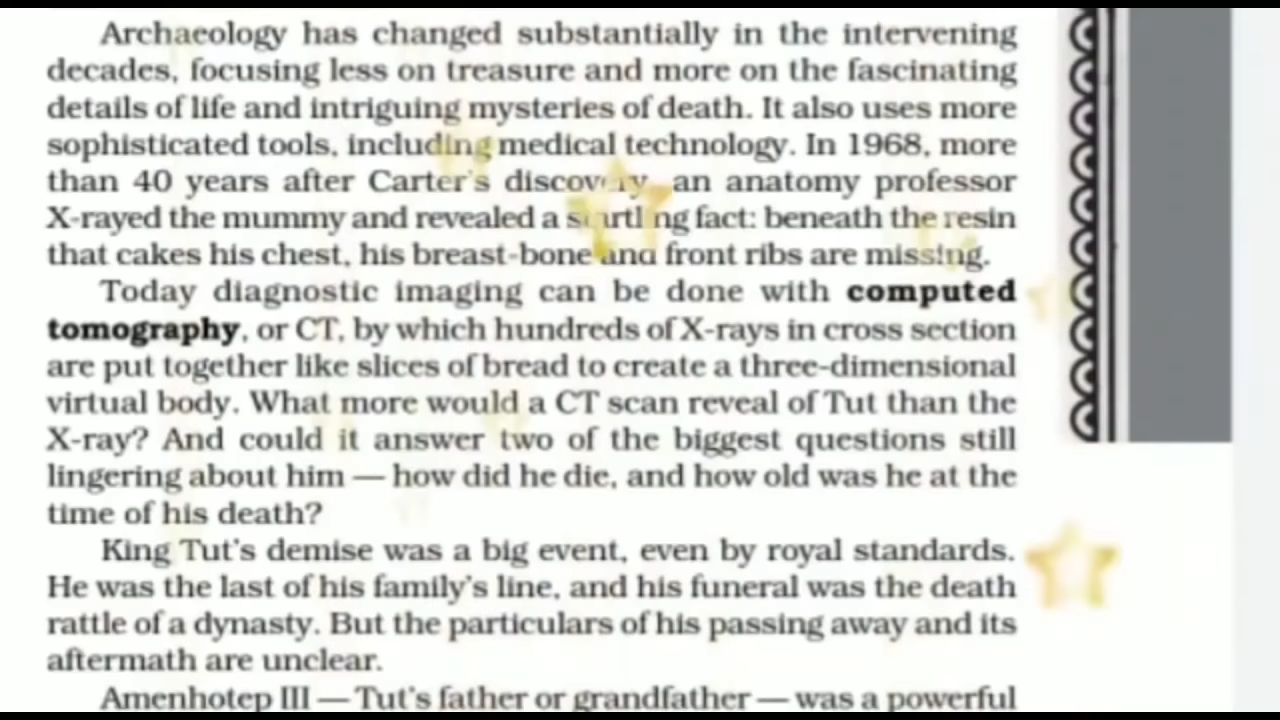 Archaeology has changed substantially in the intervening
decades, focusing less on treasure and more on the fascinating
details of life and intriguing mysteries of death. It also uses more
sophisticated tools, including medical technology. In 1968, more
than 40 years after Carter's discovery, an anatomy professor
X-rayed the mummy and revealed a startling fact: beneath the resin
that cakes his chest, his breast-bone and front ribs are missing.
Today diagnostic imaging can be done with computed
tomography, or CT, by which hundreds of X-rays in cross section
are put together like slices of bread to create a three-dimensional
virtual body. What more would a CT scan reveal of Tut than the
X-ray? And could it answer two of the biggest questions still
lingering about him — how did he die, and how old was he at the
time of his death?
King Tut's demise was a big event, even by royal standards.
He was the last of his family's line, and his funeral was the death
rattle of a dynasty. But the particulars of his passing away and its
aftermath are unclear.
Amenhotep III — Tut's father or grandfather — was a powerful